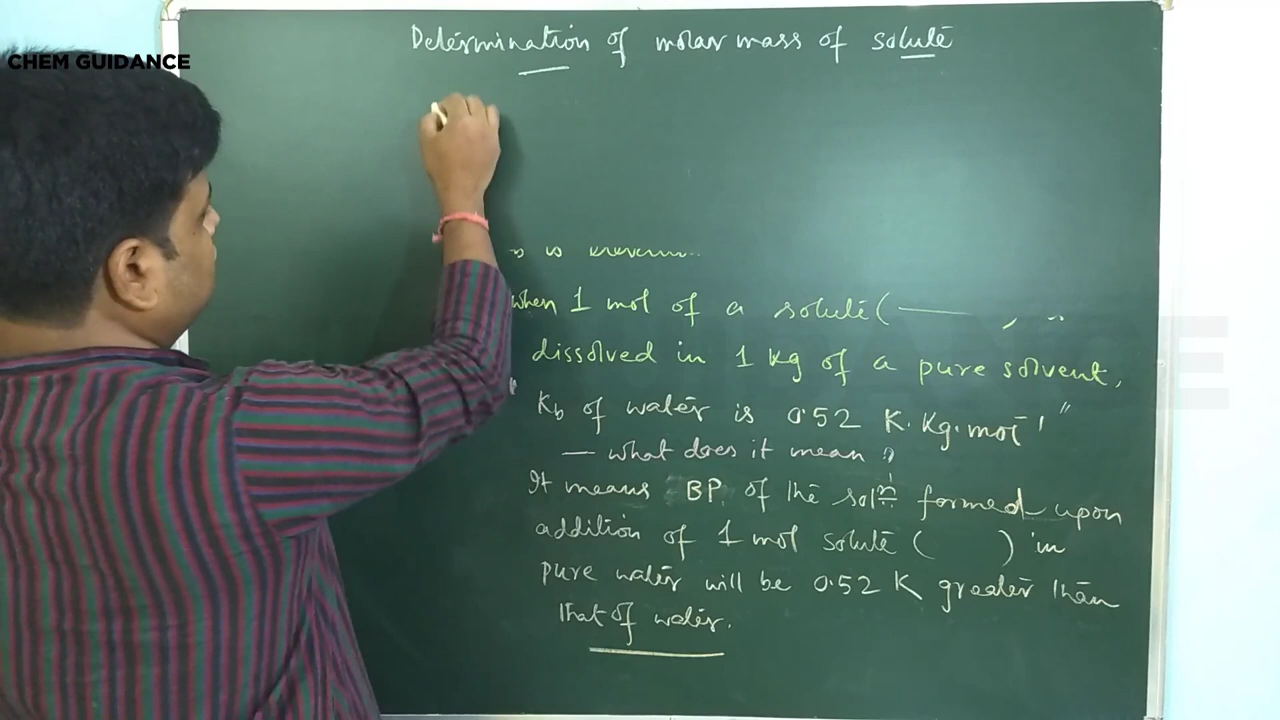 CHEM GUIDANCE
Determination of molar mass of solute
when 1 mol of a solute (
dissolved in 1 kg of a pure solvent,
Kb of water is 0.52 K.Kg.mol⁻¹"
— what does it mean ?
It means BP of the solⁿ formed upon
addition of 1 mol solute ( ) in
pure water will be 0.52 K greater than
that of water.